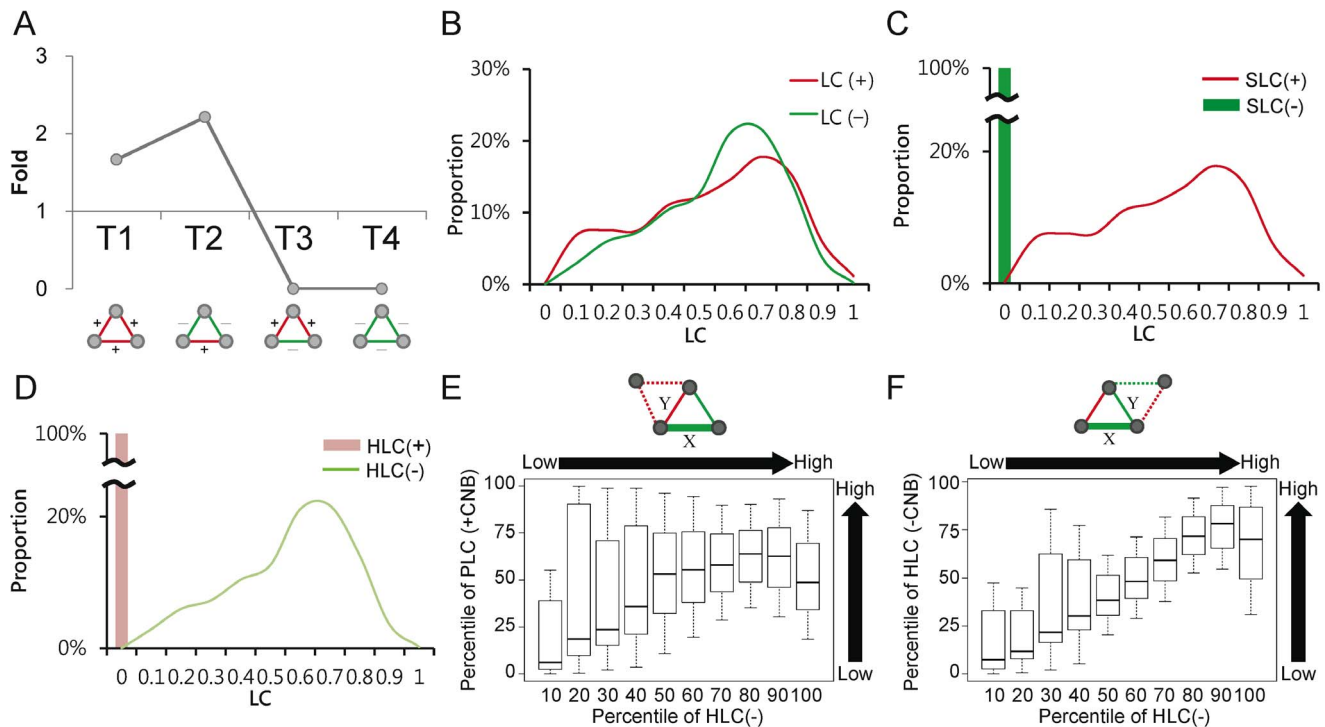 A
3
2
1
0
Fold
T1 T2 T3 T4
+ + +
— — +
+ + —
— — —
B
30%
20%
10%
0%
Proportion
LC (+)
LC (–)
0 0.1 0.2 0.3 0.4 0.5 0.6 0.7 0.8 0.9 1
LC
C
100%
20%
0%
Proportion
SLC(+)
SLC(-)
0 0.1 0.2 0.3 0.4 0.5 0.6 0.7 0.8 0.9 1
LC
D
100%
20%
0%
Proportion
HLC(+)
HLC(-)
0 0.1 0.2 0.3 0.4 0.5 0.6 0.7 0.8 0.9 1
LC
E
Y
X
Low High
High
Low
Percentile of PLC (+CNB)
100
75
50
25
0
10 20 30 40 50 60 70 80 90 100
Percentile of HLC(-)
F
Y
X
Low High
High
Low
Percentile of HLC (-CNB)
100
75
50
25
0
10 20 30 40 50 60 70 80 90 100
Percentile of HLC(-)